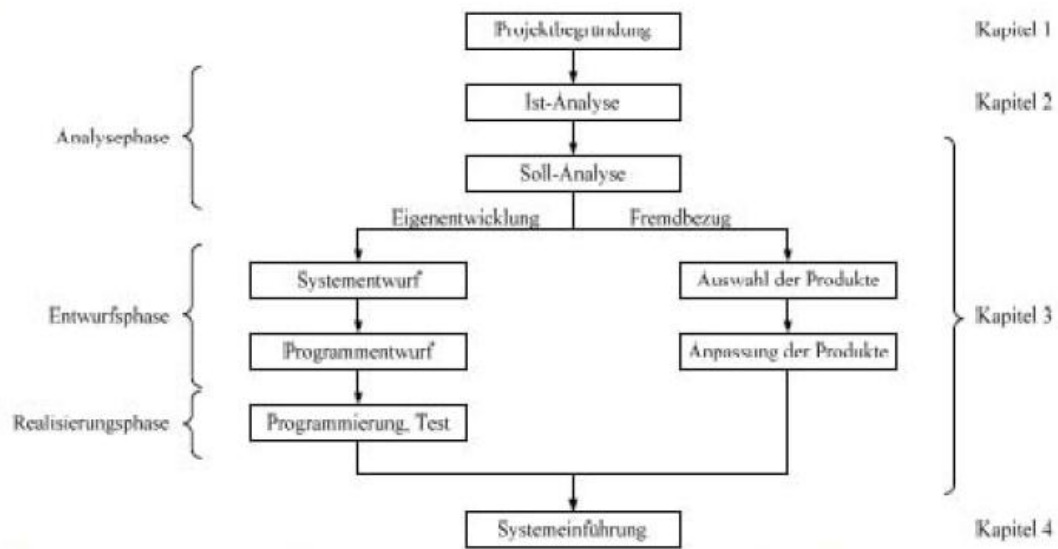 Projektbegründung
Kapitel 1
Ist-Analyse
Kapitel 2
Analysephase
Soll-Analyse
Eigenentwicklung
Fremdbezug
Systementwurf
Auswahl der Produkte
Entwurfsphase
Kapitel 3
Programmentwurf
Anpassung der Produkte
Realisierungsphase
Programmierung, Test
Systemeinführung
Kapitel 4